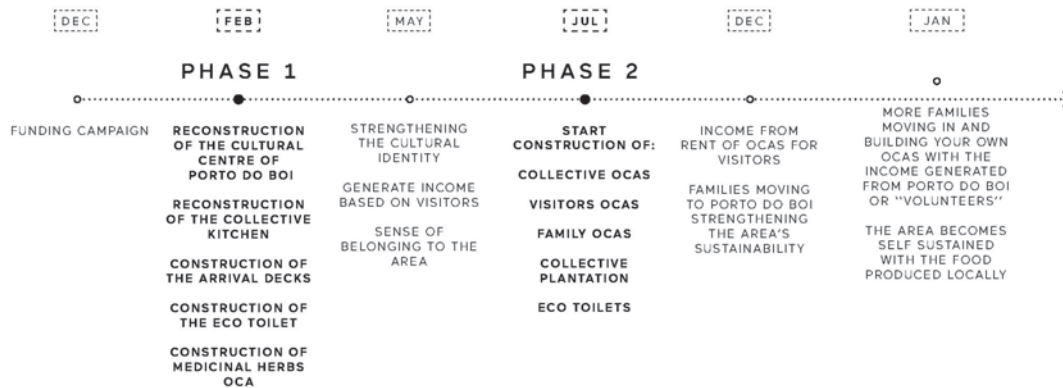 DEC
FEB
MAY
JUL
DEC
JAN
PHASE 1
PHASE 2
FUNDING CAMPAIGN
RECONSTRUCTION
OF THE CULTURAL
CENTRE OF
PORTO DO BOI
RECONSTRUCTION
OF THE COLLECTIVE
KITCHEN
CONSTRUCTION OF
THE ARRIVAL DECKS
CONSTRUCTION OF
THE ECO TOILET
CONSTRUCTION OF
MEDICINAL HERBS
OCA
STRENGTHENING
THE CULTURAL
IDENTITY
GENERATE INCOME
BASED ON VISITORS
SENSE OF
BELONGING TO THE
AREA
START
CONSTRUCTION OF:
COLLECTIVE OCAS
VISITORS OCAS
FAMILY OCAS
COLLECTIVE
PLANTATION
ECO TOILETS
INCOME FROM
RENT OF OCAS FOR
VISITORS
FAMILIES MOVING
TO PORTO DO BOI
STRENGTHENING
THE AREA'S
SUSTAINABILITY
MORE FAMILIES
MOVING IN AND
BUILDING YOUR OWN
OCAS WITH THE
INCOME GENERATED
FROM PORTO DO BOI
OR "VOLUNTEERS"
THE AREA BECOMES
SELF SUSTAINED
WITH THE FOOD
PRODUCED LOCALLY